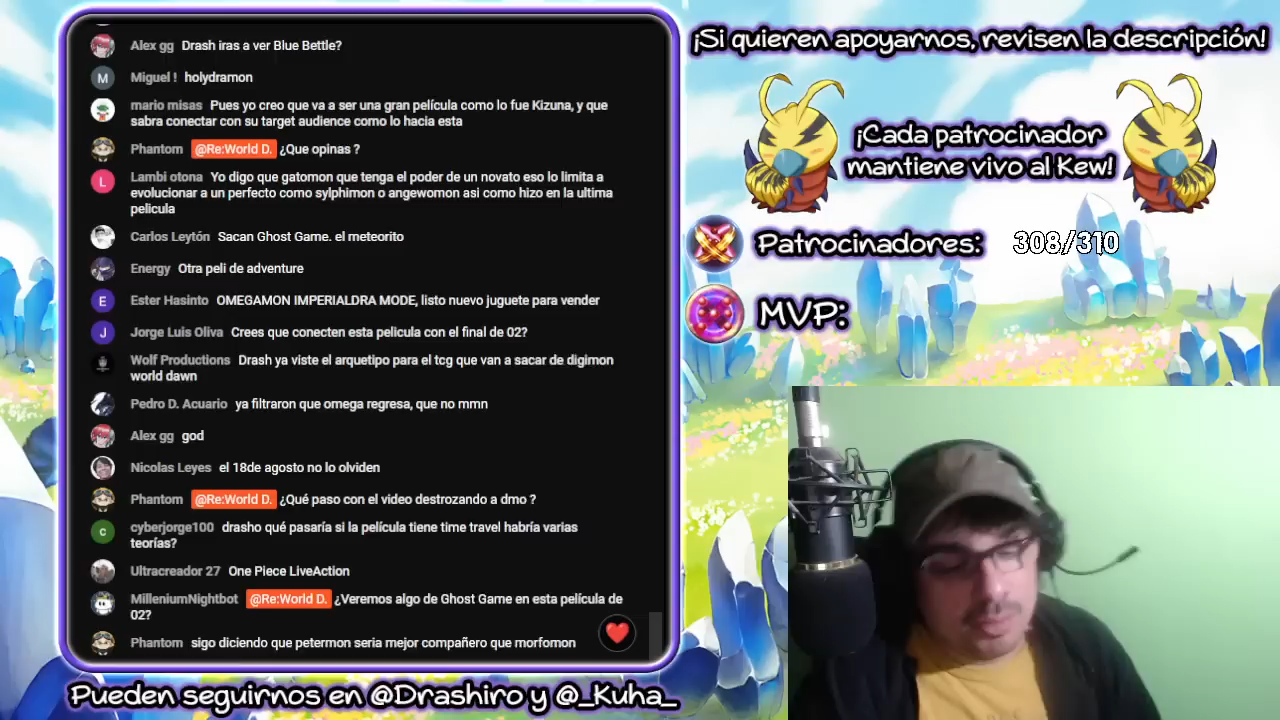 ¡Si quieren apoyarnos, revisen la descripción!
Alex gg Drash iras a ver Blue Bettle?
M Miguel ! holydramon
mario misas Pues yo creo que va a ser una gran película como lo fue Kizuna, y que
sabra conectar con su target audience como lo hacia esta
Phantom @Re:World D. ¿Que opinas ?
L Lambi otona Yo digo que gatomon que tenga el poder de un novato eso lo limita a
evolucionar a un perfecto como sylphimon o angewomon asi como hizo en la ultima
pelicula
Carlos Leytón Sacan Ghost Game. el meteorito
Energy Otra peli de adventure
E Ester Hasinto OMEGAMON IMPERIALDRA MODE, listo nuevo juguete para vender
J Jorge Luis Oliva Crees que conecten esta pelicula con el final de 02?
Wolf Productions Drash ya viste el arquetipo para el tcg que van a sacar de digimon
world dawn
Pedro D. Acuario ya filtraron que omega regresa, que no mmn
Alex gg god
Nicolas Leyes el 18de agosto no lo olviden
Phantom @Re:World D. ¿Qué paso con el video destrozando a dmo ?
c cyberjorge100 drasho qué pasaría si la película tiene time travel habría varias
teorías?
Ultracreador 27 One Piece LiveAction
MilleniumNightbot @Re:World D. ¿Veremos algo de Ghost Game en esta película de
02?
Phantom sigo diciendo que petermon seria mejor compañero que morfomon
¡Cada patrocinador
mantiene vivo al Kew!
Patrocinadores: 308/310
MVP:
Pueden seguirnos en @Drashiro y @_Kuha_